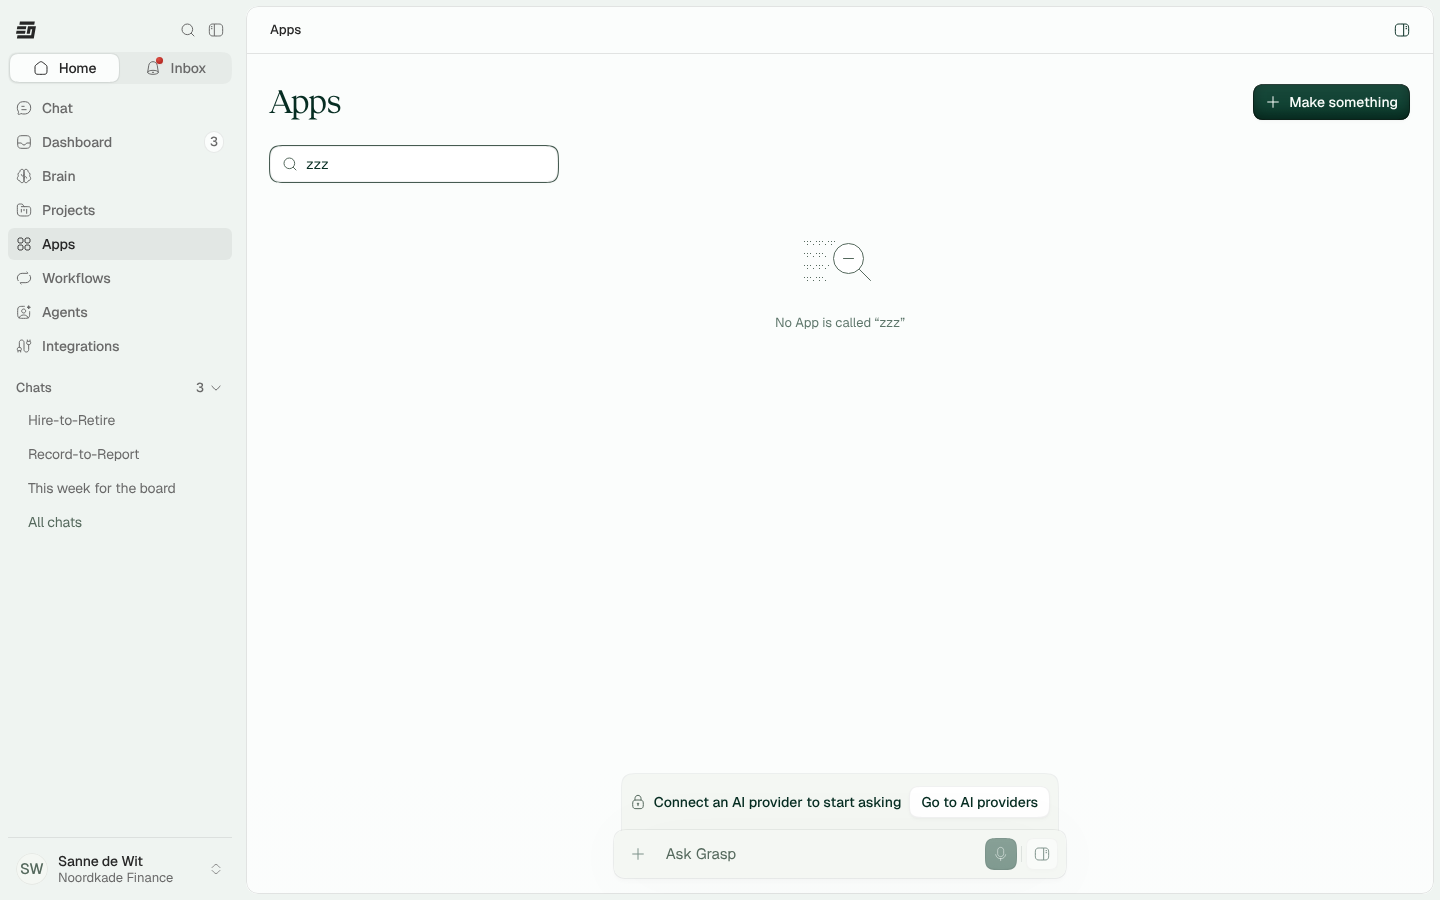 Home
Inbox
Chat
Dashboard 3
Brain
Projects
Apps
Workflows
Agents
Integrations
Chats 3
Hire-to-Retire
Record-to-Report
This week for the board
All chats
SW
Sanne de Wit
Noordkade Finance
Apps
Apps
Make something
zzz
No App is called “zzz”
Connect an AI provider to start asking
Go to AI providers
Ask Grasp